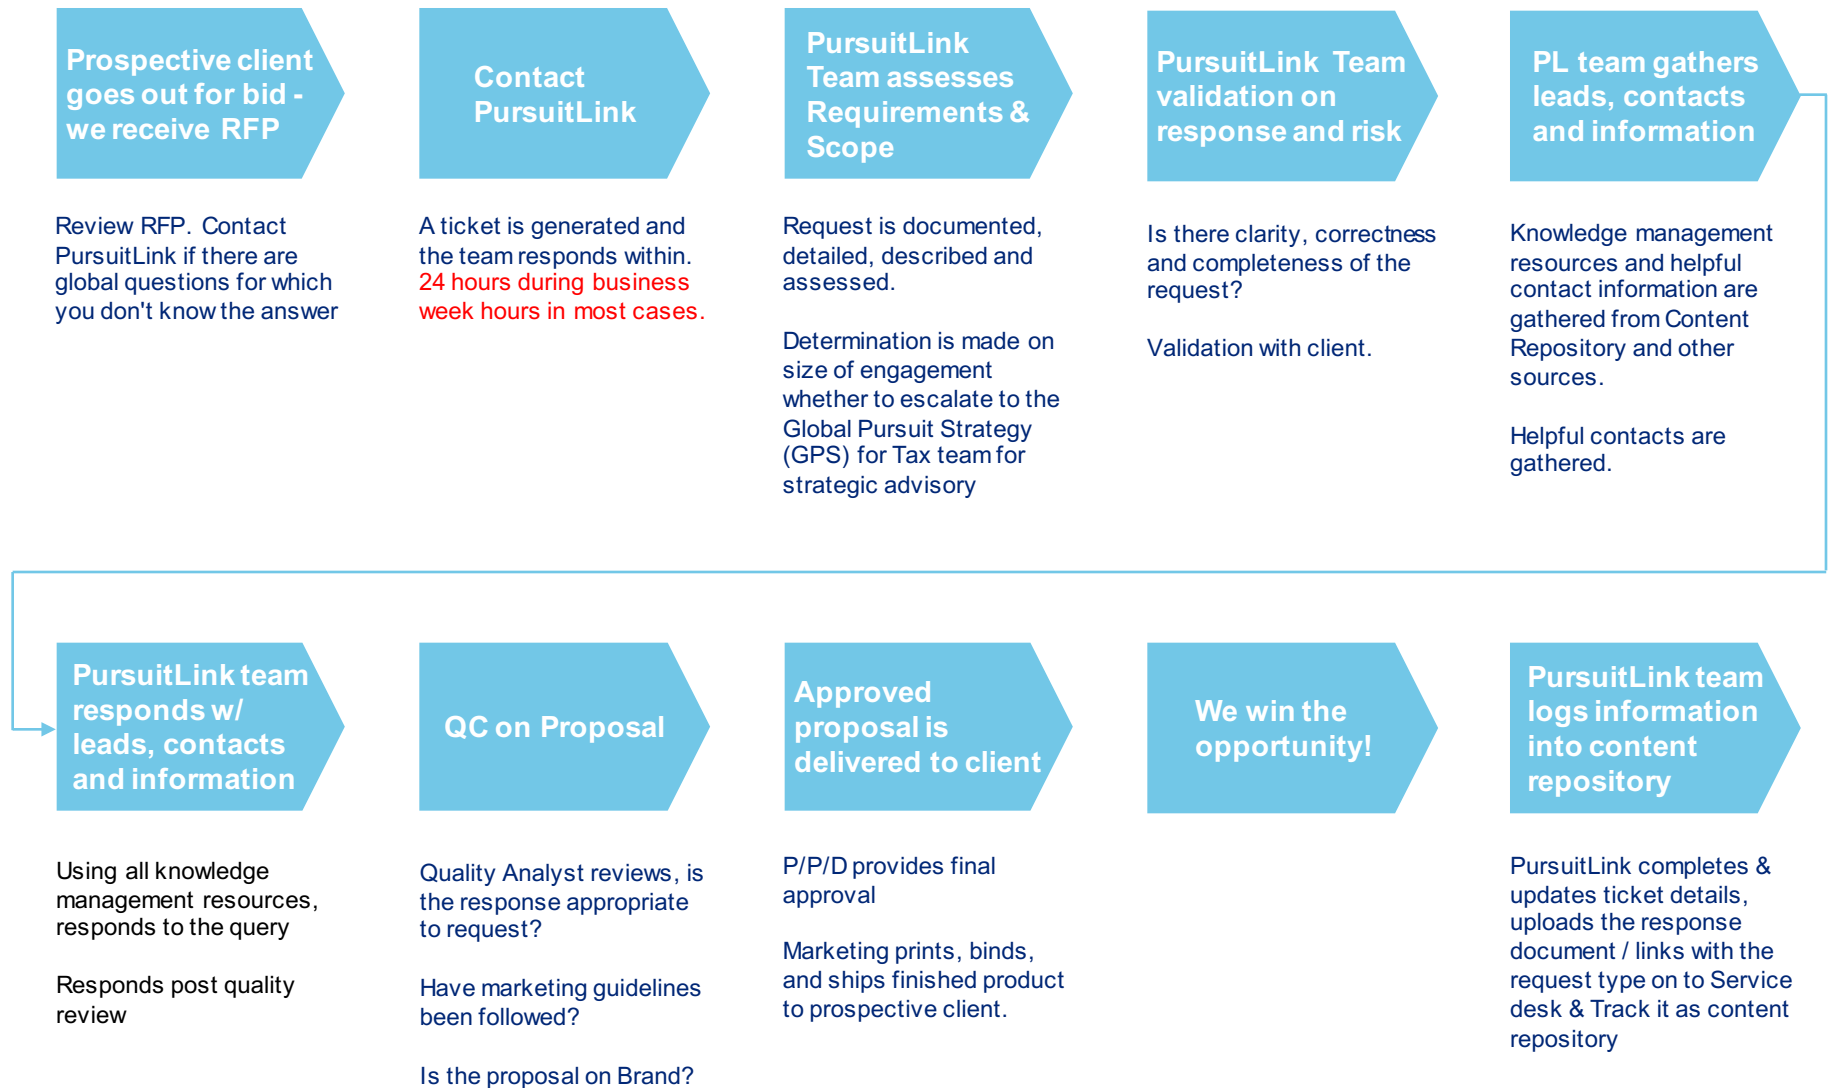 Prospective client
goes out for bid -
we receive RFP
Review RFP. Contact
PursuitLink if there are
global questions for which
you don't know the answer
Contact
PursuitLink
A ticket is generated and
the team responds within.
24 hours during business
week hours in most cases.
PursuitLink
Team assesses
Requirements &
Scope
Request is documented,
detailed, described and
assessed.
Determination is made on
size of engagement
whether to escalate to the
Global Pursuit Strategy
(GPS) for Tax team for
strategic advisory
PursuitLink Team
validation on
response and risk
Is there clarity, correctness
and completeness of the
request?
Validation with client.
PL team gathers
leads, contacts
and information
Knowledge management
resources and helpful
contact information are
gathered from Content
Repository and other
sources.
Helpful contacts are
gathered.
PursuitLink team
responds w/
leads, contacts
and information
Using all knowledge
management resources,
responds to the query
Responds post quality
review
QC on Proposal
Quality Analyst reviews, is
the response appropriate
to request?
Have marketing guidelines
been followed?
Is the proposal on Brand?
Approved
proposal is
delivered to client
P/P/D provides final
approval
Marketing prints, binds,
and ships finished product
to prospective client.
We win the
opportunity!
PursuitLink team
logs information
into content
repository
PursuitLink completes &
updates ticket details,
uploads the response
document / links with the
request type on to Service
desk & Track it as content
repository